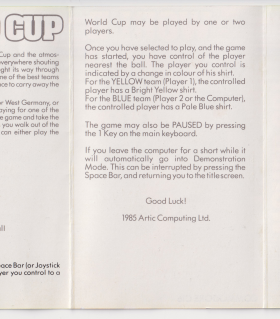 CUP
Cup and the atmos-
everywhere shouting
ght its way through
ne of the best teams
ace to carry away the
or West Germany, or
aying for one of the
e game and take the
you walk out of the
can either play the
ill
pace Bar (or Joystick
yer you control to a
World Cup may be played by one or two
players.
Once you have selected to play, and the game
has started, you have control of the player
nearest the ball. The player you control is
indicated by a change in colour of his shirt.
For the YELLOW team (Player 1), the controlled
player has a Bright Yellow shirt.
For the BLUE team (Player 2 or the Computer),
the controlled player has a Pale Blue shirt.
The game may also be PAUSED by pressing
the 1 Key on the main keyboard.
If you leave the computer for a short while it
will automatically go into Demonstration
Mode. This can be interrupted by pressing the
Space Bar, and returning you to the title screen.
Good Luck!
1985 Artic Computing Ltd.